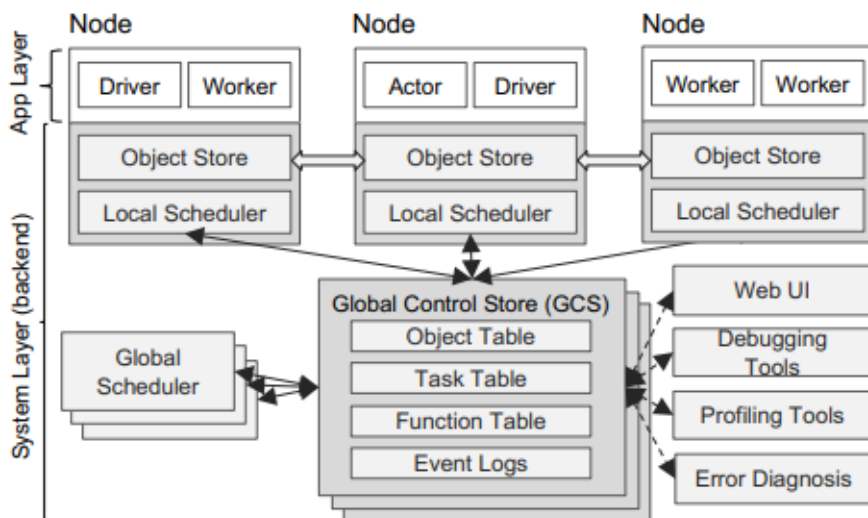 Node
Node
Node
App Layer
Driver
Worker
Actor
Driver
Worker
Worker
System Layer (backend)
Object Store
Object Store
Object Store
Local Scheduler
Local Scheduler
Local Scheduler
Global
Scheduler
Global Control Store (GCS)
Object Table
Task Table
Function Table
Event Logs
Web UI
Debugging
Tools
Profiling Tools
Error Diagnosis